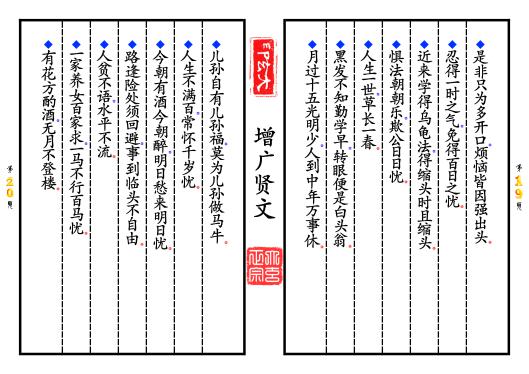 是非只为多开口烦恼皆因强出头
忍得一时之气免得百日之忧
近来学得乌龟法得缩头时且缩头
惧法朝朝乐欺公日日忧
人生一世草长一春
黑发不知勤学早转眼便是白头翁
月过十五光明少人到中年万事休
增广贤文
儿孙自有儿孙福莫为儿孙做马牛
人生不满百常怀千岁忧
今朝有酒今朝醉明日愁来明日忧
路逢险处须回避事到临头不自由
人贫不语水平不流
一家养女百家求一马不行百马忧
有花方酌酒无月不登楼
第19页
第20页